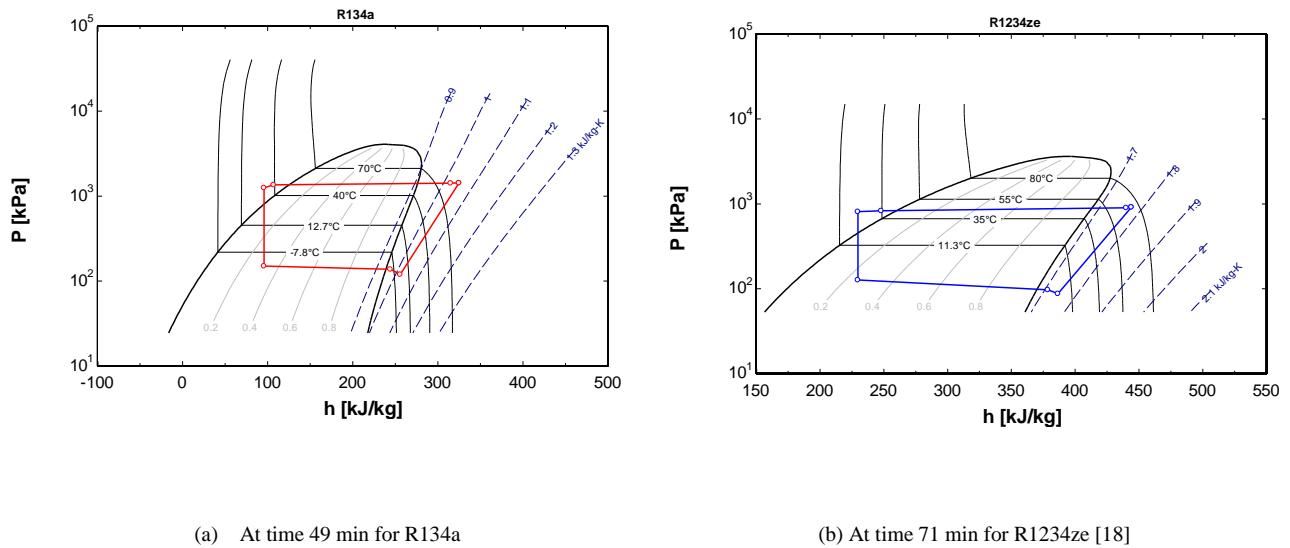 R134a
10^5
10^4
10^3
10^2
10^1
P [kPa]
0.9
1
1.1
1.2
1.3 kJ/kg-K
70°C
40°C
12.7°C
-7.8°C
0.2
0.4
0.6
0.8
-100
0
100
200
300
400
500
h [kJ/kg]
R1234ze
10^5
10^4
10^3
10^2
10^1
P [kPa]
1.7
1.8
1.9
2
2.1 kJ/kg-K
80°C
55°C
35°C
11.3°C
0.2
0.4
0.6
0.8
150
200
250
300
350
400
450
500
550
h [kJ/kg]
(a) At time 49 min for R134a
(b) At time 71 min for R1234ze [18]